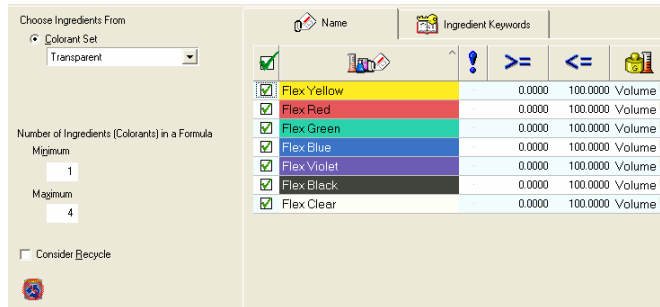 Choose Ingredients From
Colorant Set
Transparent
Number of Ingredients (Colorants) in a Formula
Minimum
1
Maximum
4
Consider Recycle
Name
Ingredient Keywords
>= <=
Flex Yellow 0.0000 100.0000 Volume
Flex Red 0.0000 100.0000 Volume
Flex Green 0.0000 100.0000 Volume
Flex Blue 0.0000 100.0000 Volume
Flex Violet 0.0000 100.0000 Volume
Flex Black 0.0000 100.0000 Volume
Flex Clear 0.0000 100.0000 Volume